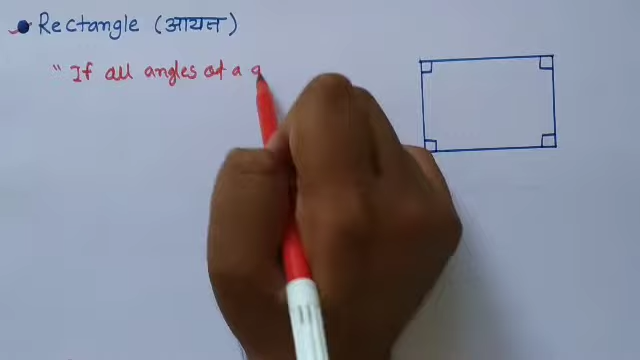 Rectangle (आयत)
" If all angles of a q